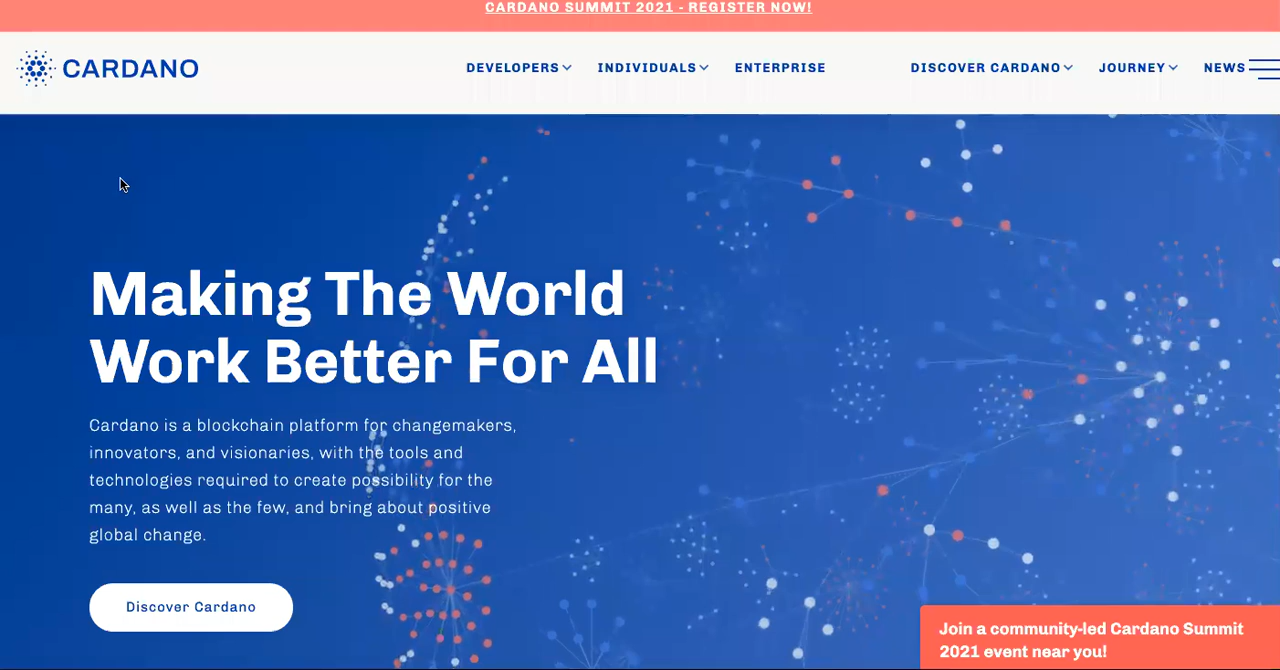 CARDANO SUMMIT 2021 - REGISTER NOW!
CARDANO
DEVELOPERS INDIVIDUALS ENTERPRISE DISCOVER CARDANO JOURNEY NEWS
Making The World
Work Better For All
Cardano is a blockchain platform for changemakers,
innovators, and visionaries, with the tools and
technologies required to create possibility for the
many, as well as the few, and bring about positive
global change.
Discover Cardano
Join a community-led Cardano Summit
2021 event near you!